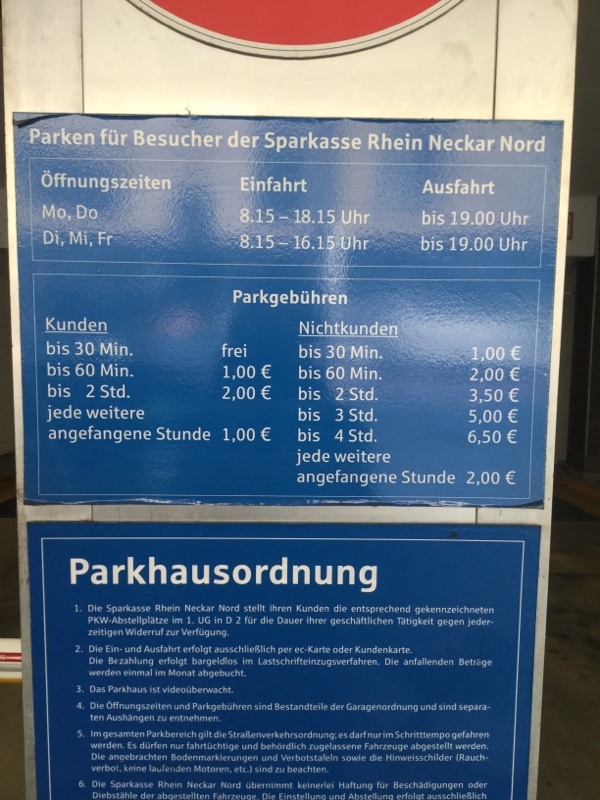 Parken für Besucher der Sparkasse Rhein Neckar Nord
Öffnungszeiten Einfahrt Ausfahrt
Mo, Do 8.15 – 18.15 Uhr bis 19.00 Uhr
Di, Mi, Fr 8.15 – 16.15 Uhr bis 19.00 Uhr
Parkgebühren
Kunden Nichtkunden
bis 30 Min. frei bis 30 Min. 1,00 €
bis 60 Min. 1,00 € bis 60 Min. 2,00 €
bis 2 Std. 2,00 € bis 2 Std. 3,50 €
jede weitere bis 3 Std. 5,00 €
angefangene Stunde 1,00 € bis 4 Std. 6,50 €
jede weitere
angefangene Stunde 2,00 €
Parkhausordnung
1. Die Sparkasse Rhein Neckar Nord stellt ihren Kunden die entsprechend gekennzeichneten
PKW-Abstellplätze im 1. UG in D 2 für die Dauer ihrer geschäftlichen Tätigkeit gegen jeder-
zeitigen Widerruf zur Verfügung.
2. Die Ein- und Ausfahrt erfolgt ausschließlich per ec-Karte oder Kundenkarte.
Die Bezahlung erfolgt bargeldlos im Lastschrifteinzugsverfahren. Die anfallenden Beträge
werden einmal im Monat abgebucht.
3. Das Parkhaus ist videoüberwacht.
4. Die Öffnungszeiten und Parkgebühren sind Bestandteile der Garagenordnung und sind separa-
ten Aushängen zu entnehmen.
5. Im gesamten Parkbereich gilt die Straßenverkehrsordnung; es darf nur im Schritttempo gefahren
werden. Es dürfen nur fahrtüchtige und behördlich zugelassene Fahrzeuge abgestellt werden.
Die angebrachten Bodenmarkierungen und Verbotstafeln sowie die Hinweisschilder (Rauch-
verbot, keine laufenden Motoren, etc.) sind zu beachten.
6. Die Sparkasse Rhein Neckar Nord übernimmt keinerlei Haftung für Beschädigungen oder
Diebstähle der abgestellten Fahrzeuge. Die Einstellung und Abstellung erfolgt ausschließlich